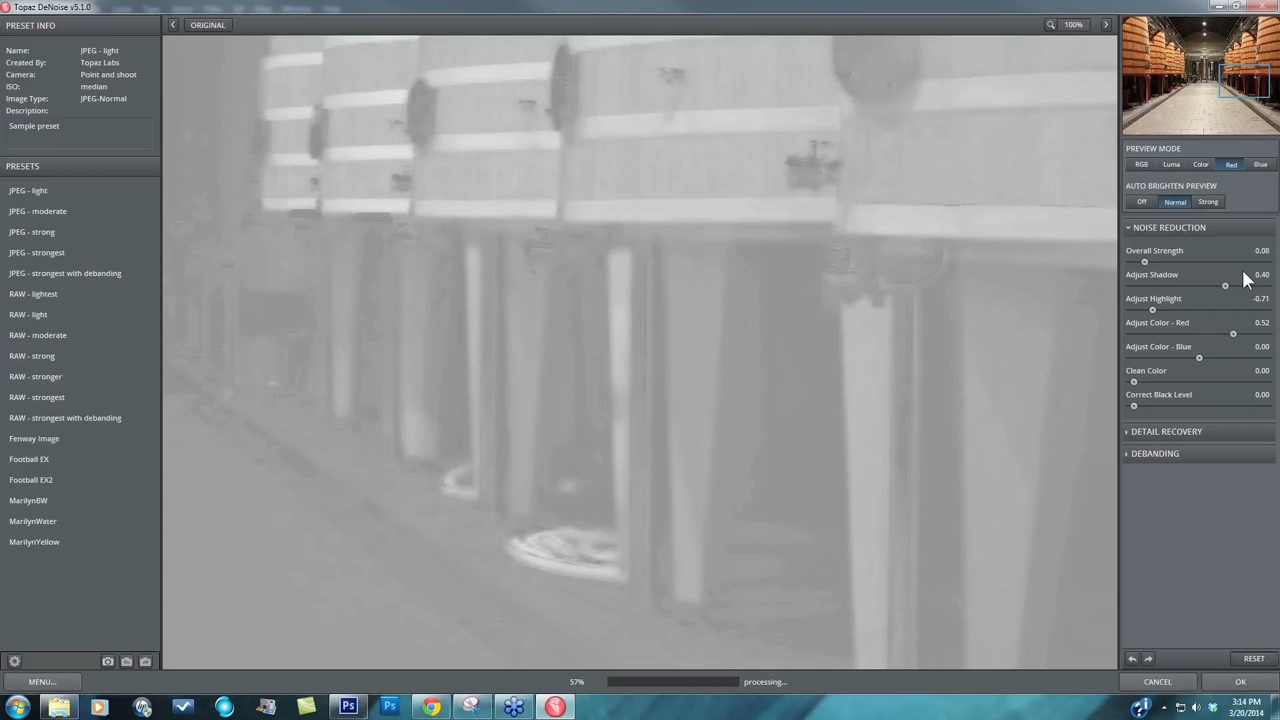 Topaz DeNoise v5.1.0
PRESET INFO
ORIGINAL
100%
Name: JPEG - light
Created By: Topaz Labs
Camera: Point and shoot
ISO: median
Image Type: JPEG-Normal
Description:
Sample preset
PRESETS
JPEG - light
JPEG - moderate
JPEG - strong
JPEG - strongest
JPEG - strongest with debanding
RAW - lightest
RAW - light
RAW - moderate
RAW - strong
RAW - stronger
RAW - strongest
RAW - strongest with debanding
Fenway Image
Football EX
Football EX2
MarilynBW
MarilynWater
MarilynYellow
MENU...
57% processing...
PREVIEW MODE
RGB Luma Color Red Blue
AUTO BRIGHTEN PREVIEW
Off Normal Strong
NOISE REDUCTION
Overall Strength 0.08
Adjust Shadow 0.40
Adjust Highlight -0.71
Adjust Color - Red 0.52
Adjust Color - Blue 0.00
Clean Color 0.00
Correct Black Level 0.00
DETAIL RECOVERY
DEBANDING
RESET
CANCEL OK
3:14 PM
3/20/2014